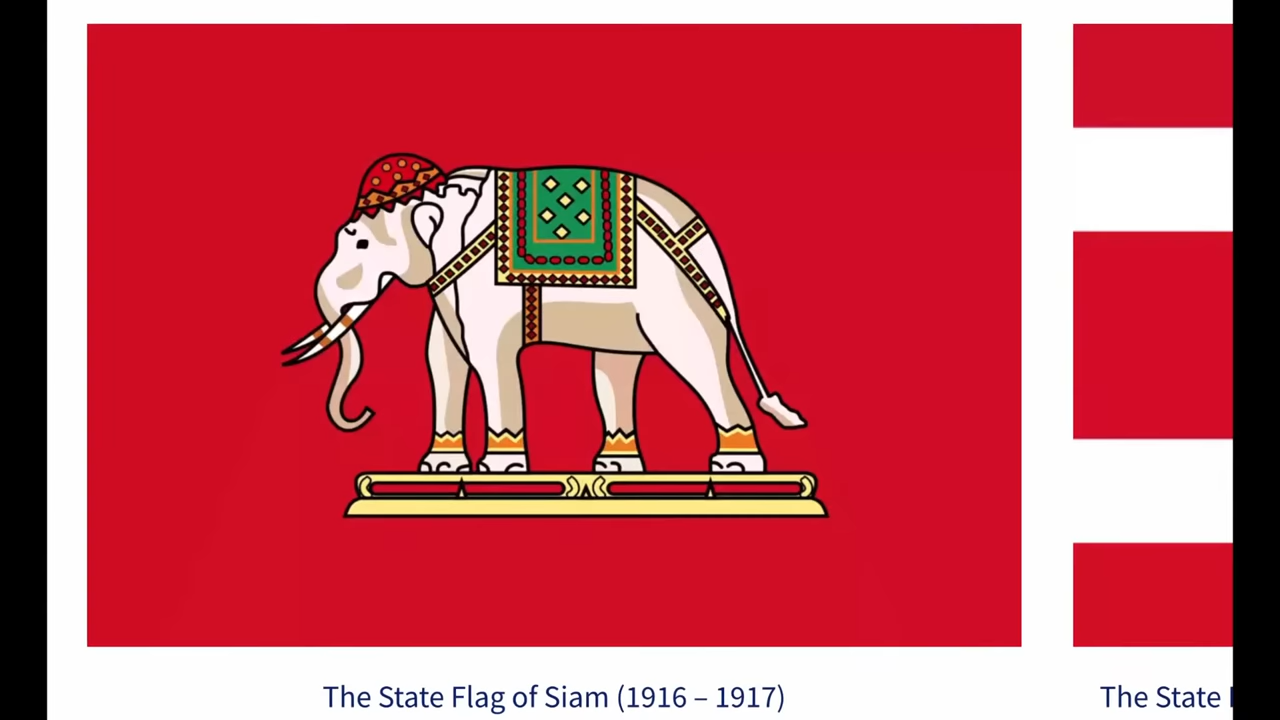 The State Flag of Siam (1916 – 1917)
The State